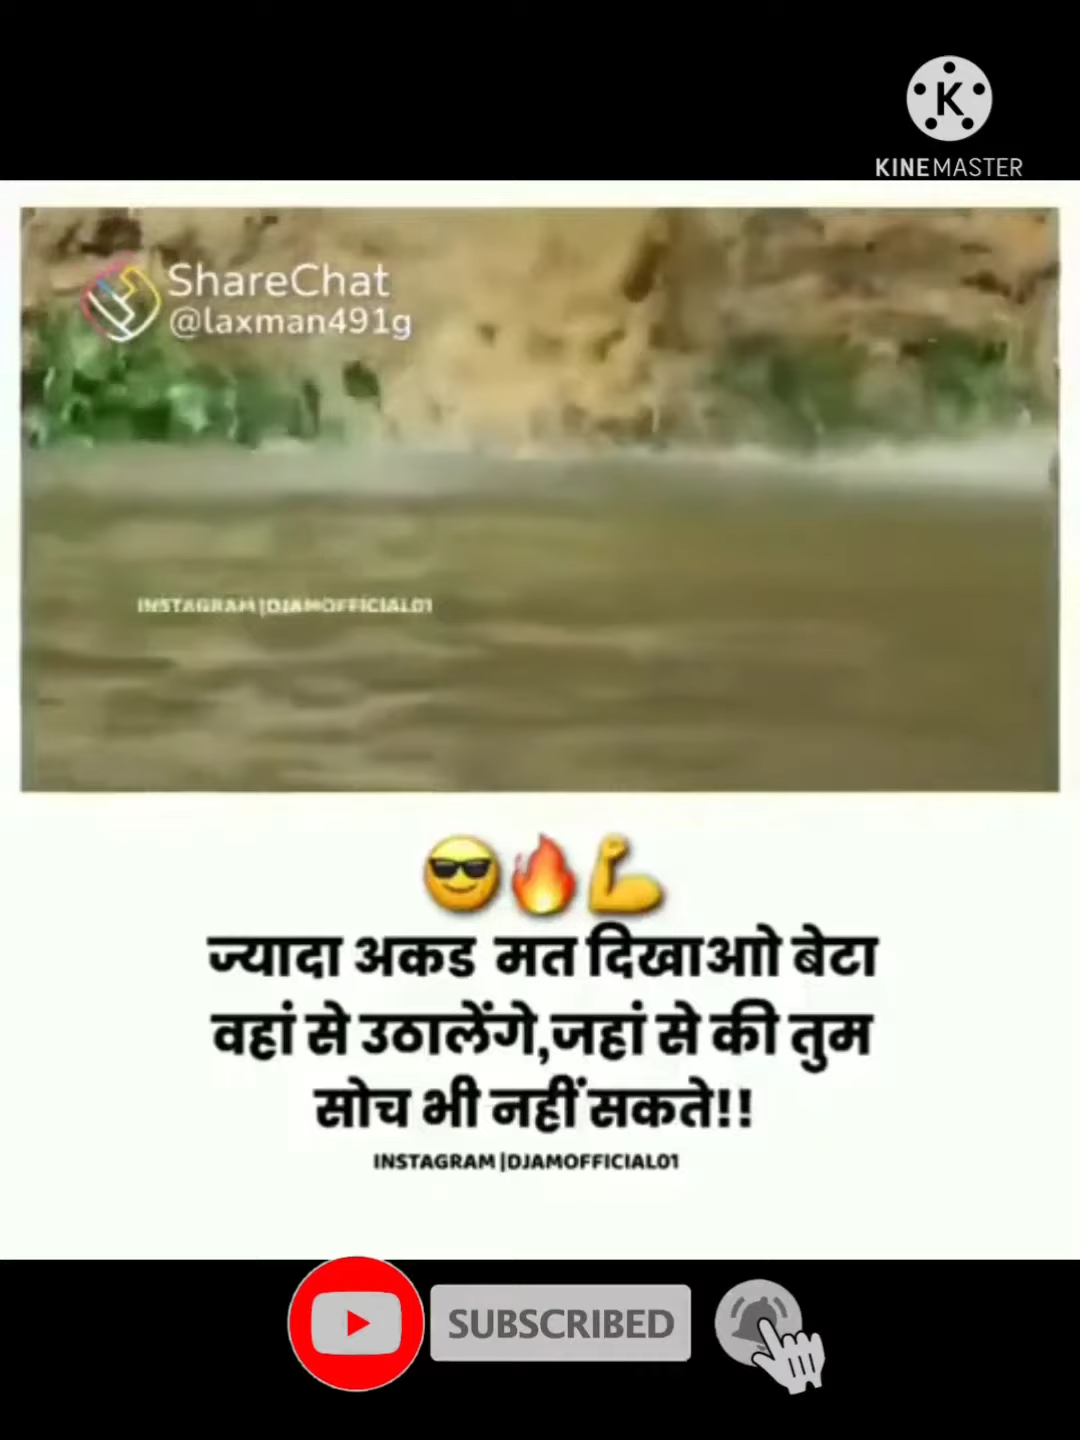 KINEMASTER
ShareChat
@laxman491g
INSTAGRAM |DJAMOFFICIAL01
😎🔥💪
ज्यादा अकड मत दिखाआो बेटा
वहां से उठालेंगे,जहां से की तुम
सोच भी नहीं सकते!!
INSTAGRAM |DJAMOFFICIAL01
SUBSCRIBED